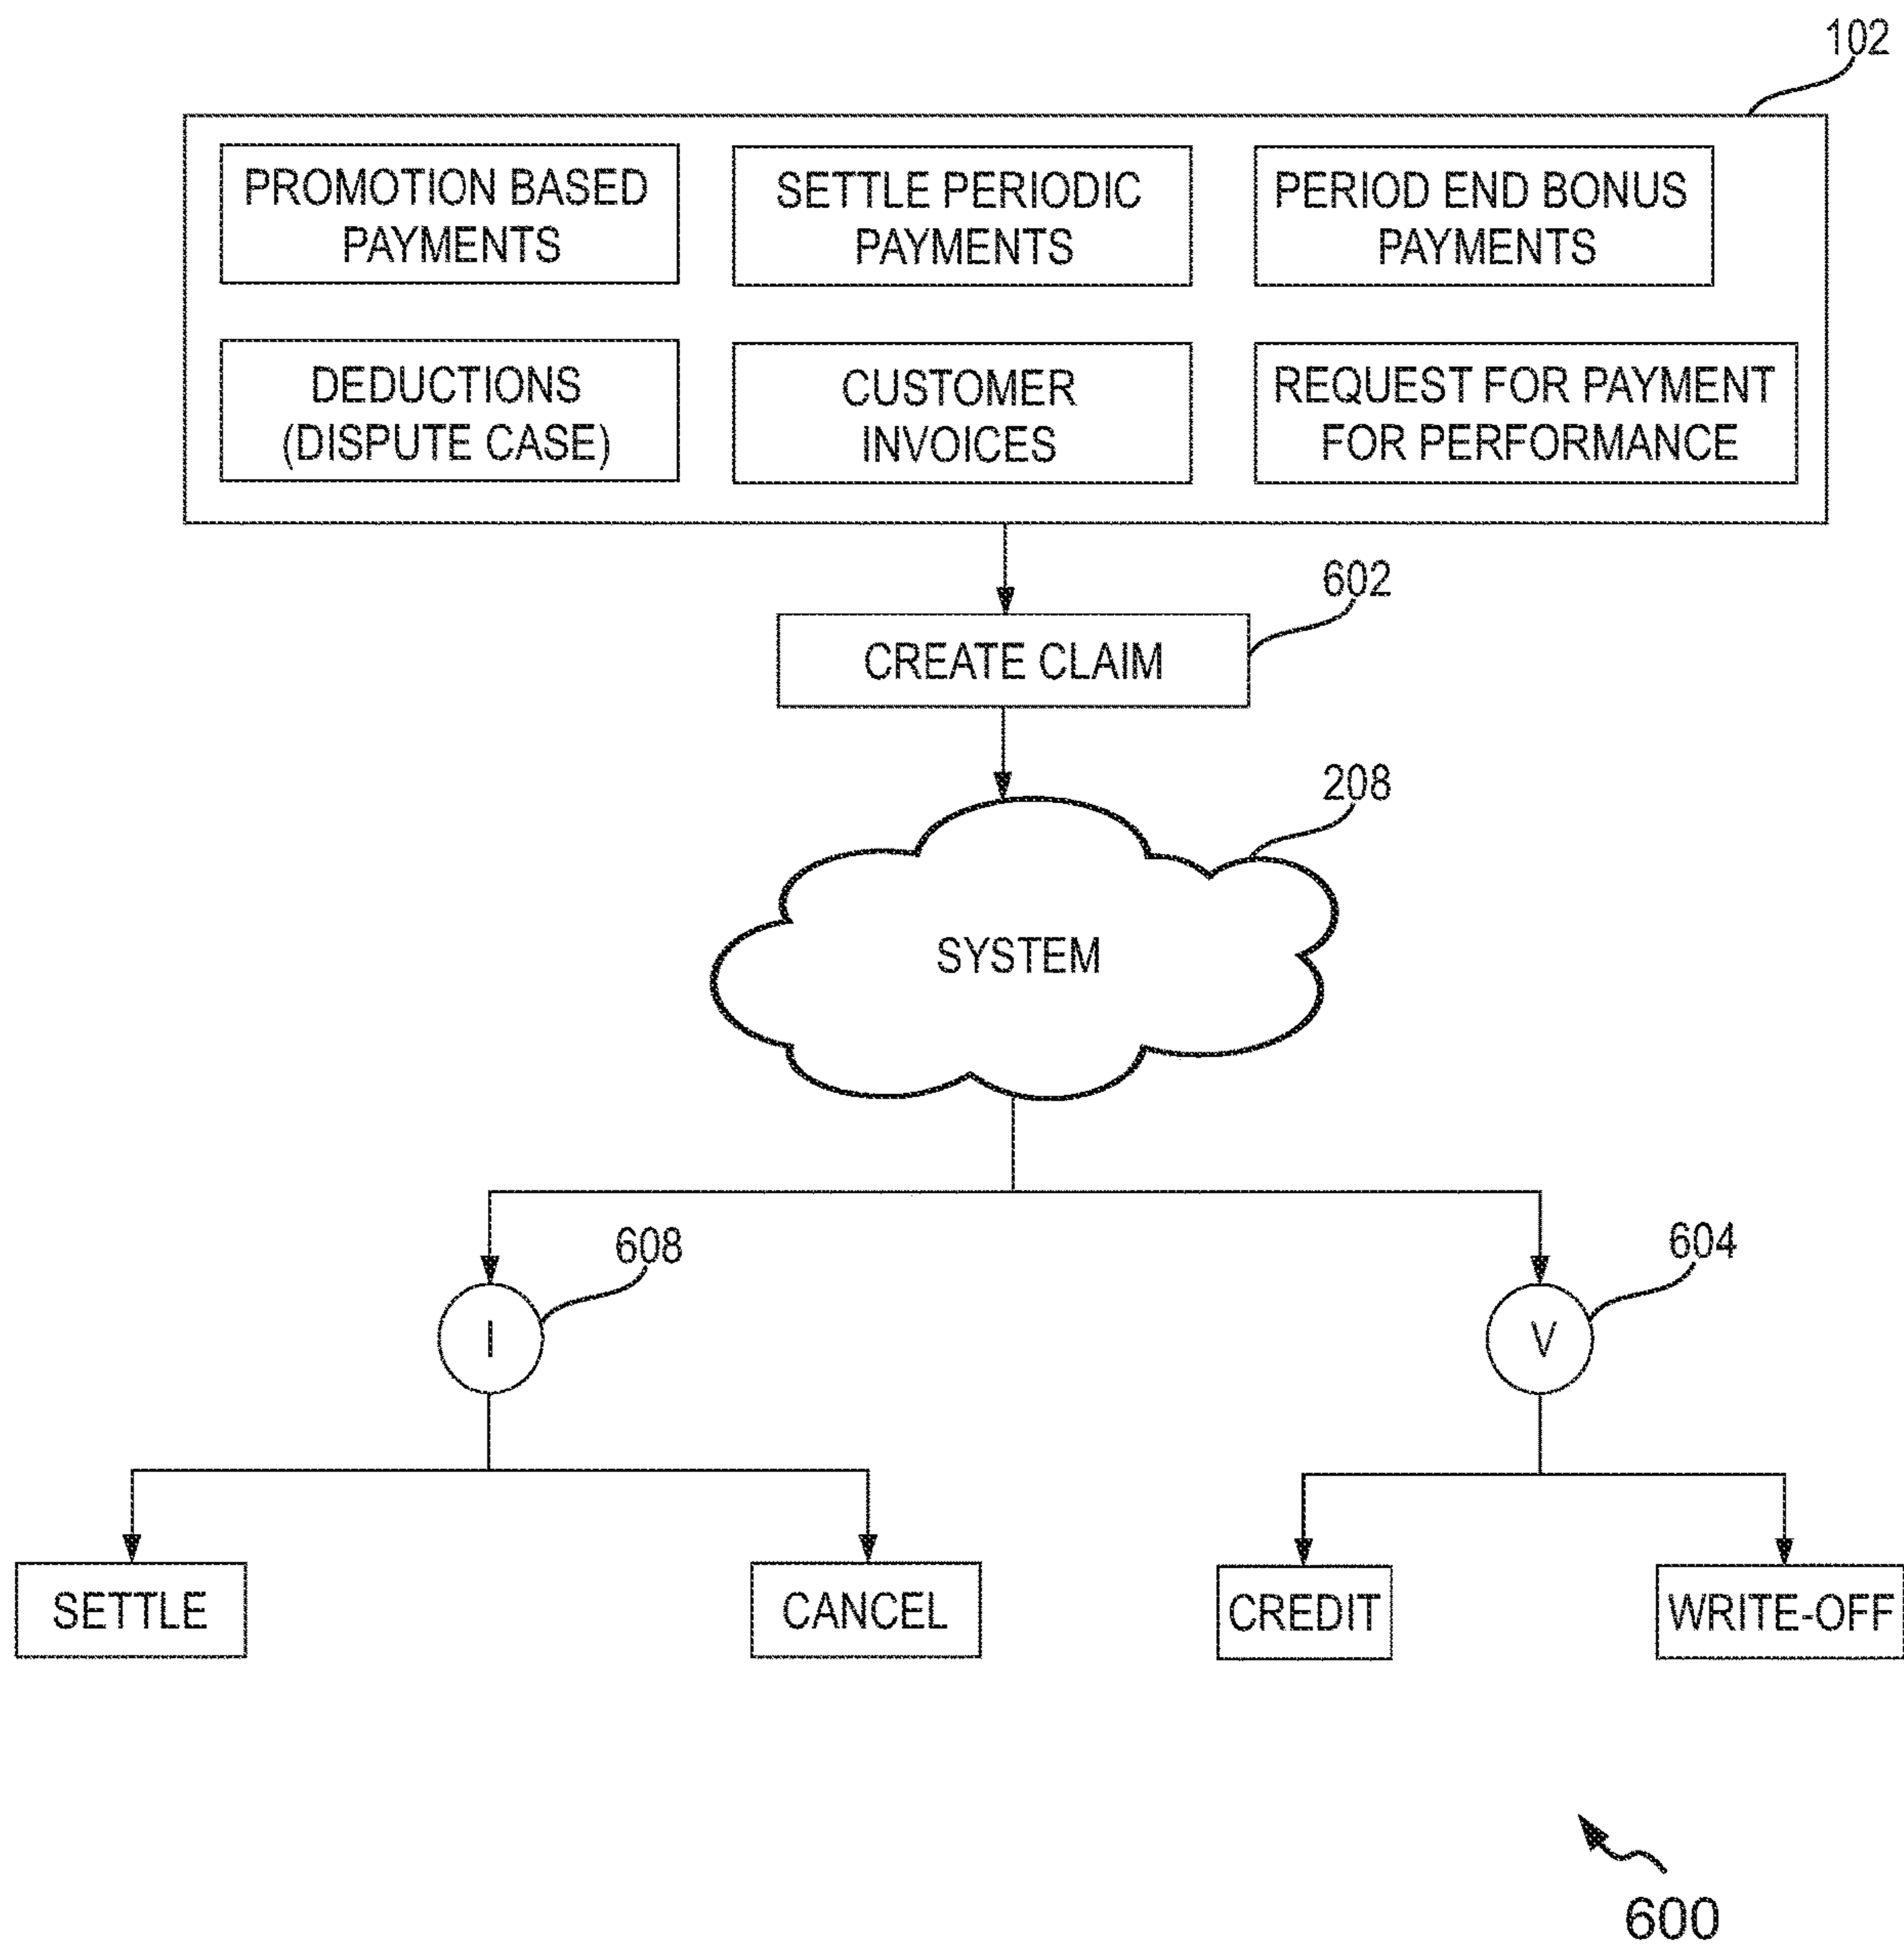 102
PROMOTION BASED
PAYMENTS
SETTLE PERIODIC
PAYMENTS
PERIOD END BONUS
PAYMENTS
DEDUCTIONS
(DISPUTE CASE)
CUSTOMER
INVOICES
REQUEST FOR PAYMENT
FOR PERFORMANCE
602
CREATE CLAIM
208
SYSTEM
608
604
I
V
SETTLE
CANCEL
CREDIT
WRITE-OFF
600